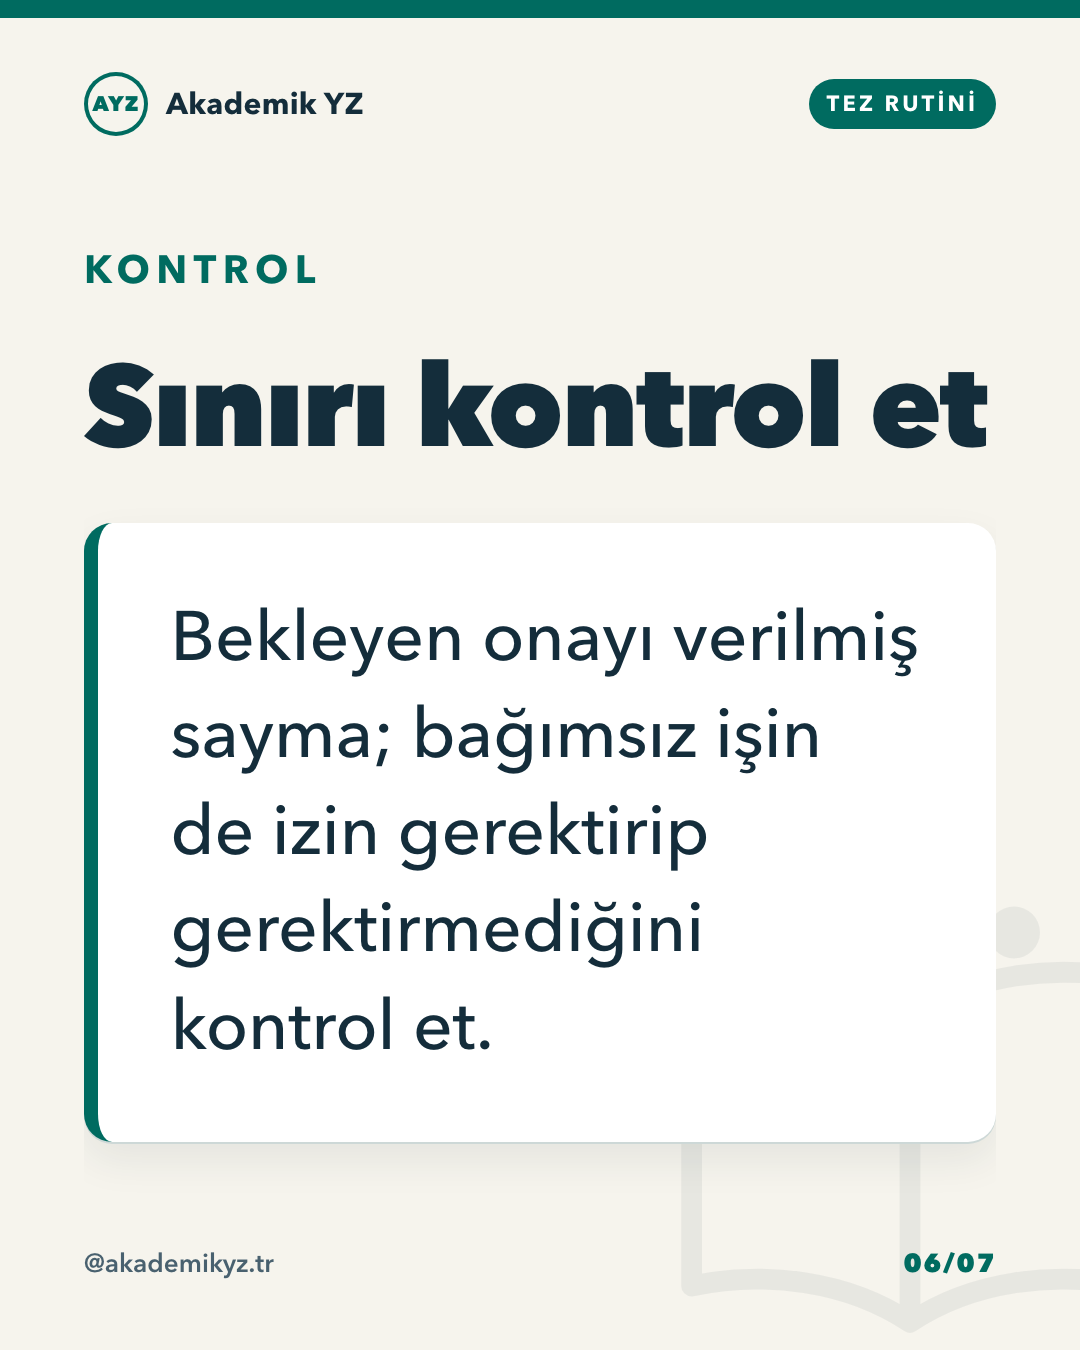 AYZ Akademik YZ
TEZ RUTİNİ
KONTROL
Sınırı kontrol et
Bekleyen onayı verilmiş
sayma; bağımsız işin
de izin gerektirip
gerektirmediğini
kontrol et.
@akademikyz.tr
06/07